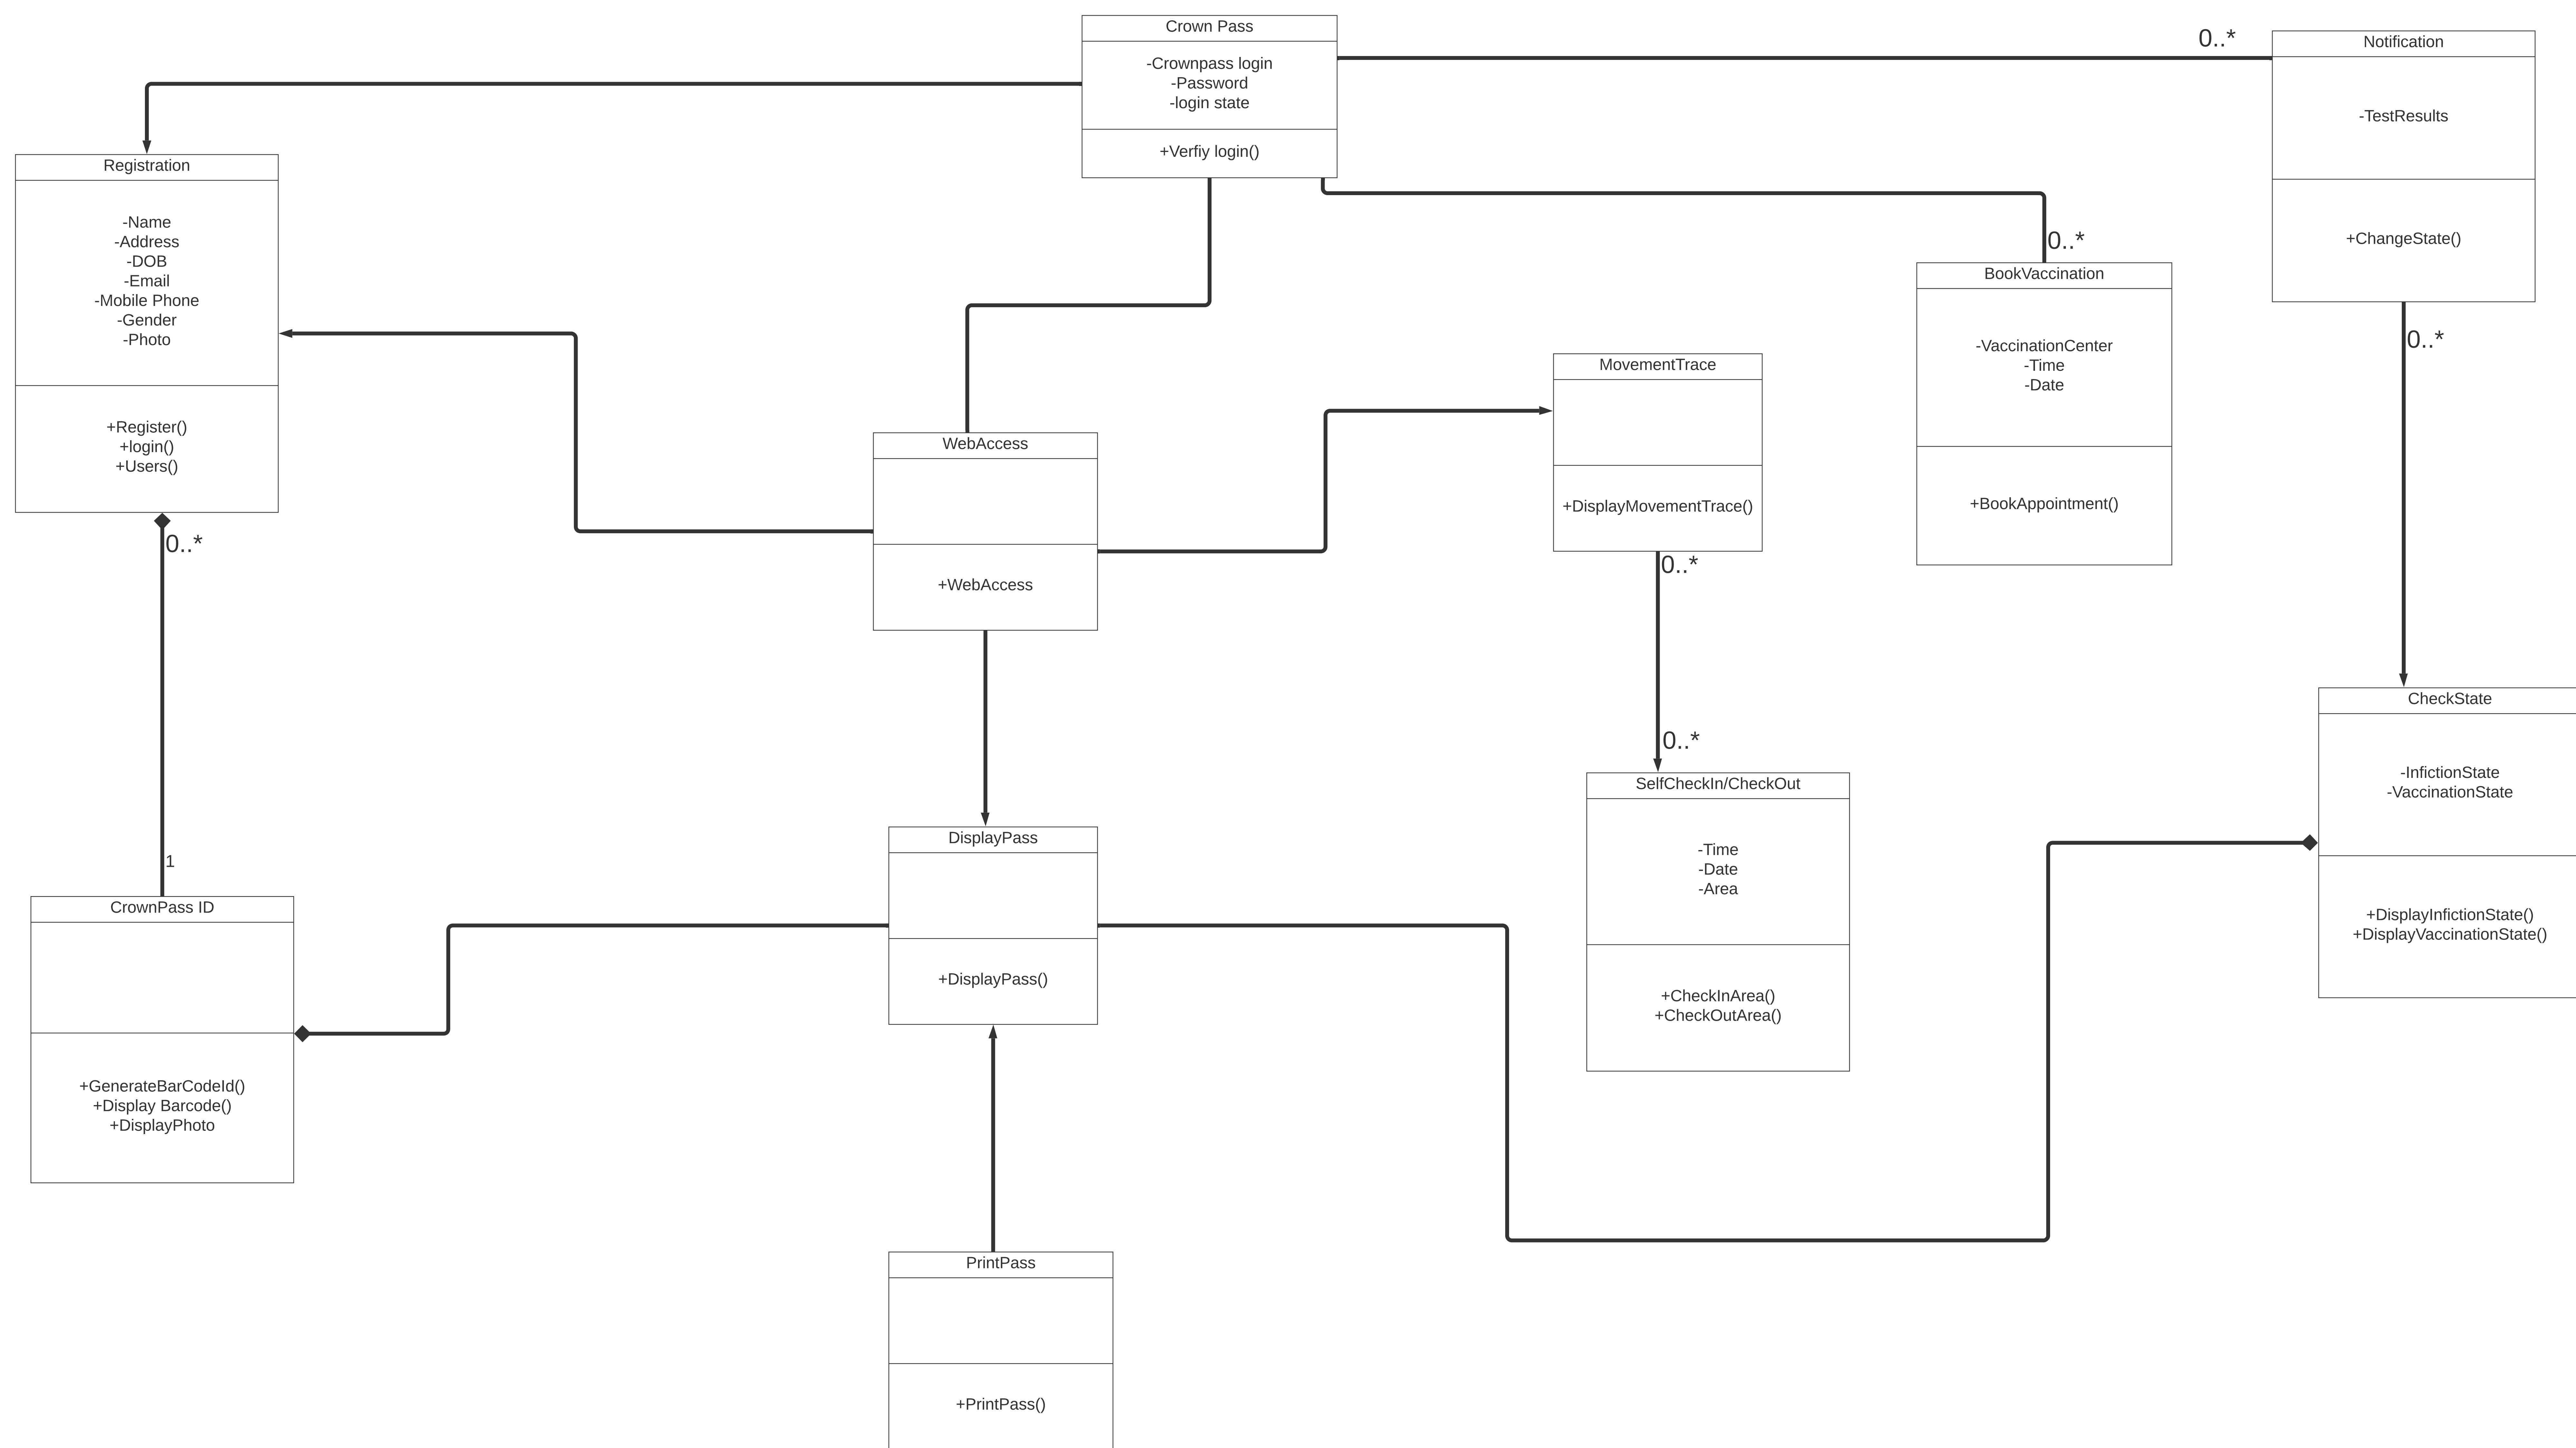 Crown Pass
-Crownpass login
-Password
-login state
+Verfiy login()
0..*
Notification
-TestResults
+ChangeState()
0..*
Registration
-Name
-Address
-DOB
-Email
-Mobile Phone
-Gender
-Photo
+Register()
+login()
+Users()
0..*
1
0..*
BookVaccination
-VaccinationCenter
-Time
-Date
+BookAppointment()
MovementTrace
+DisplayMovementTrace()
0..*
0..*
WebAccess
+WebAccess
CheckState
-InfictionState
-VaccinationState
+DisplayInfictionState()
+DisplayVaccinationState()
SelfCheckIn/CheckOut
-Time
-Date
-Area
+CheckInArea()
+CheckOutArea()
DisplayPass
+DisplayPass()
CrownPass ID
+GenerateBarCodeId()
+Display Barcode()
+DisplayPhoto
PrintPass
+PrintPass()